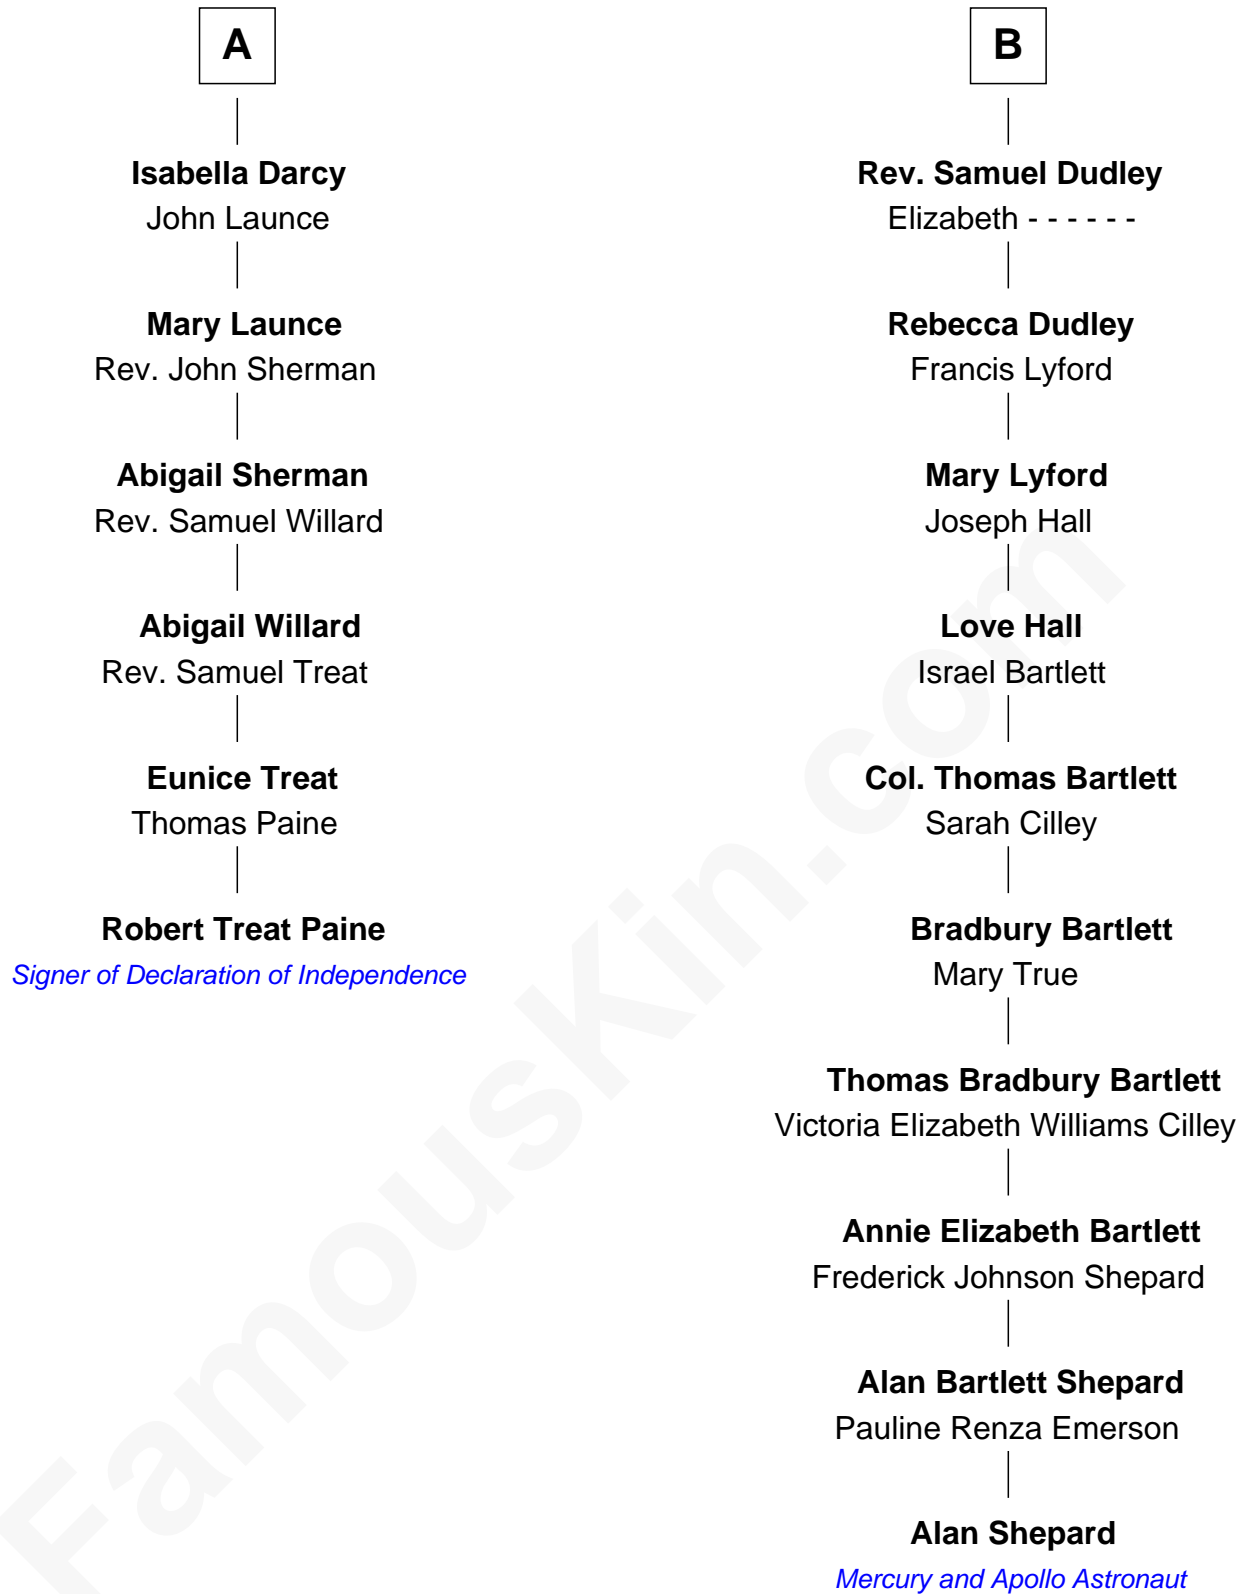 A
Isabella Darcy
John Launce
Mary Launce
Rev. John Sherman
Abigail Sherman
Rev. Samuel Willard
Abigail Willard
Rev. Samuel Treat
Eunice Treat
Thomas Paine
Robert Treat Paine
Signer of Declaration of Independence
B
Rev. Samuel Dudley
Elizabeth - - - - - -
Rebecca Dudley
Francis Lyford
Mary Lyford
Joseph Hall
Love Hall
Israel Bartlett
Col. Thomas Bartlett
Sarah Cilley
Bradbury Bartlett
Mary True
Thomas Bradbury Bartlett
Victoria Elizabeth Williams Cilley
Annie Elizabeth Bartlett
Frederick Johnson Shepard
Alan Bartlett Shepard
Pauline Renza Emerson
Alan Shepard
Mercury and Apollo Astronaut
FamousKin.com